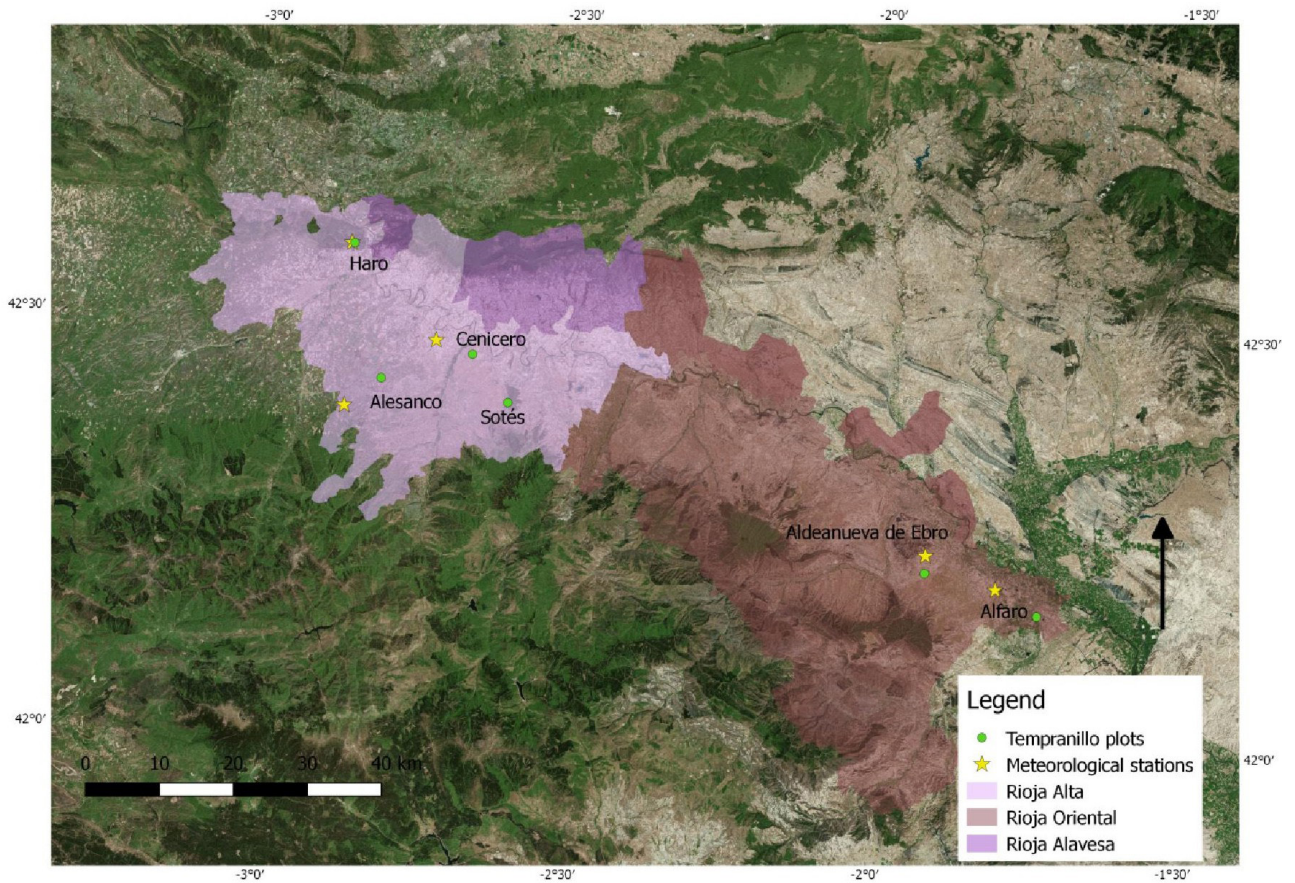 -3°0′ -2°30′ -2°0′ -1°30′
42°30′
42°30′
Haro
Cenicero
Alesanco
Sotés
Aldeanueva de Ebro
Alfaro
Legend
Tempranillo plots
Meteorological stations
Rioja Alta
Rioja Oriental
Rioja Alavesa
42°0′
42°0′
0 10 20 30 40 km
-3°0′ -2°30′ -2°0′ -1°30′